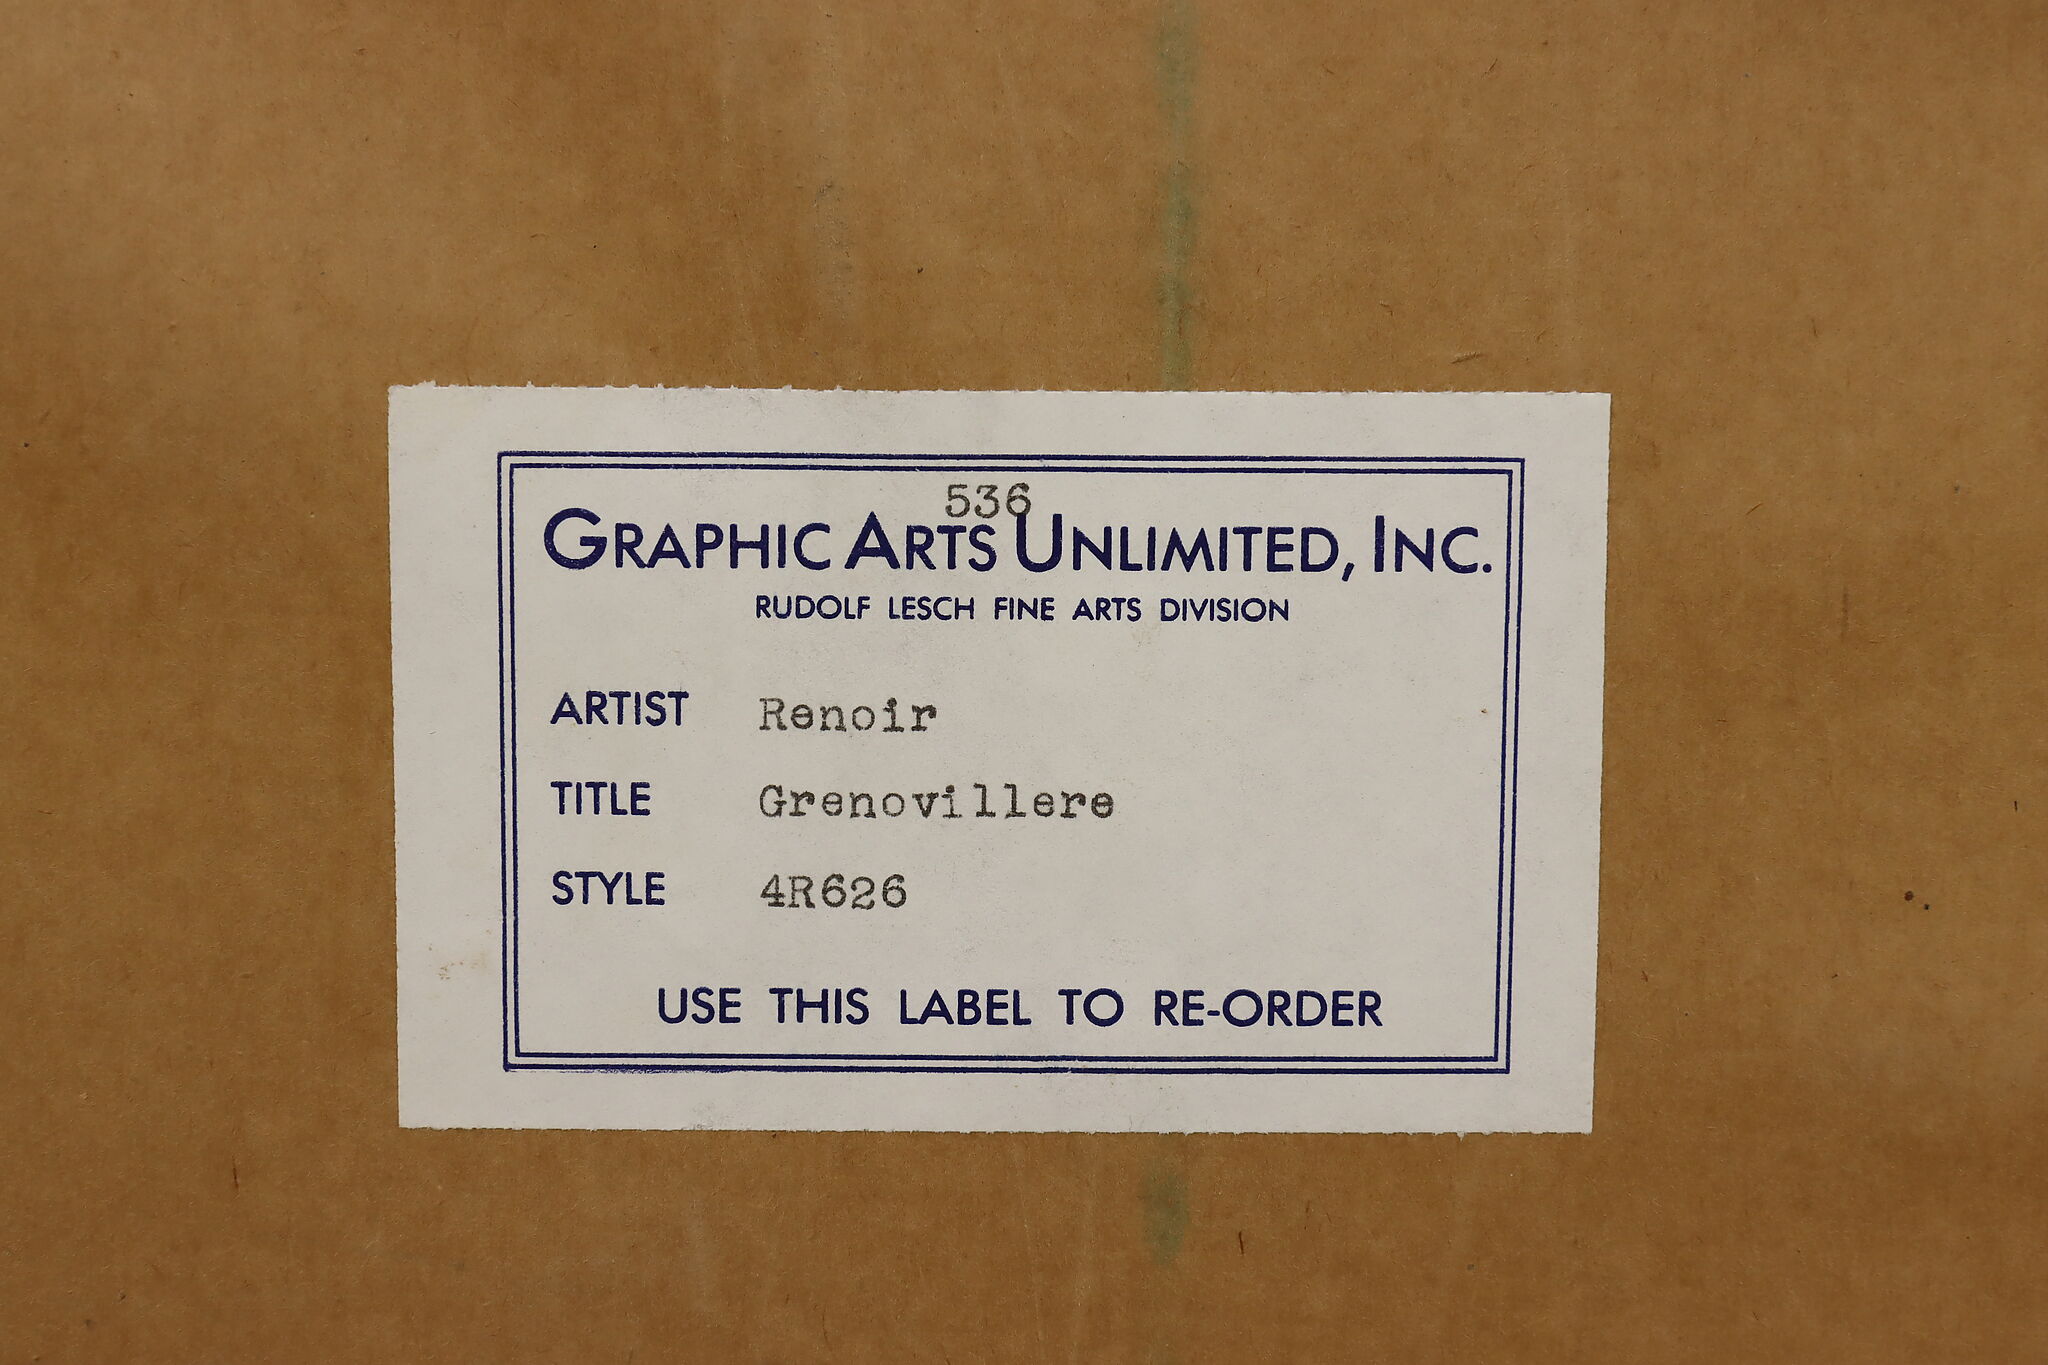 536
GRAPHIC ARTS UNLIMITED, INC.
RUDOLF LESCH FINE ARTS DIVISION
ARTIST Renoir
TITLE Grenovillere
STYLE 4R626
USE THIS LABEL TO RE-ORDER